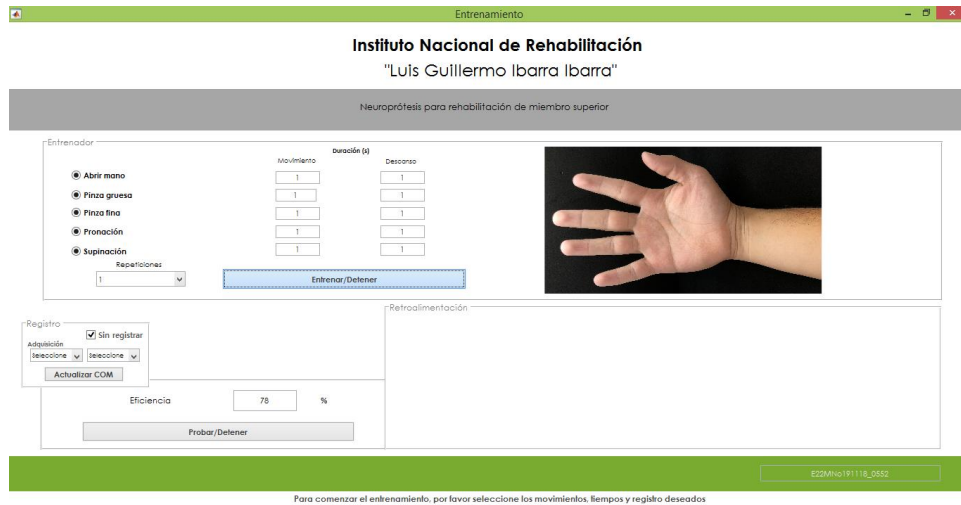 Entrenamiento
Instituto Nacional de Rehabilitación
"Luis Guillermo Ibarra Ibarra"
Neuroprótesis para rehabilitación de miembro superior
Entrenador
Duración (s)
Movimiento Descanso
Abrir mano 1 1
Pinza gruesa 1 1
Pinza fina 1 1
Pronación 1 1
Supinación 1 1
Repeticiones
1 Entrenar/Detener
Registro
Sin registrar
Adquisición
Seleccione Seleccione
Actualizar COM
Eficiencia 78 %
Probar/Detener
Retroalimentación
E22MNo191118_0552
Para comenzar el entrenamiento, por favor seleccione los movimientos, tiempos y registro deseados